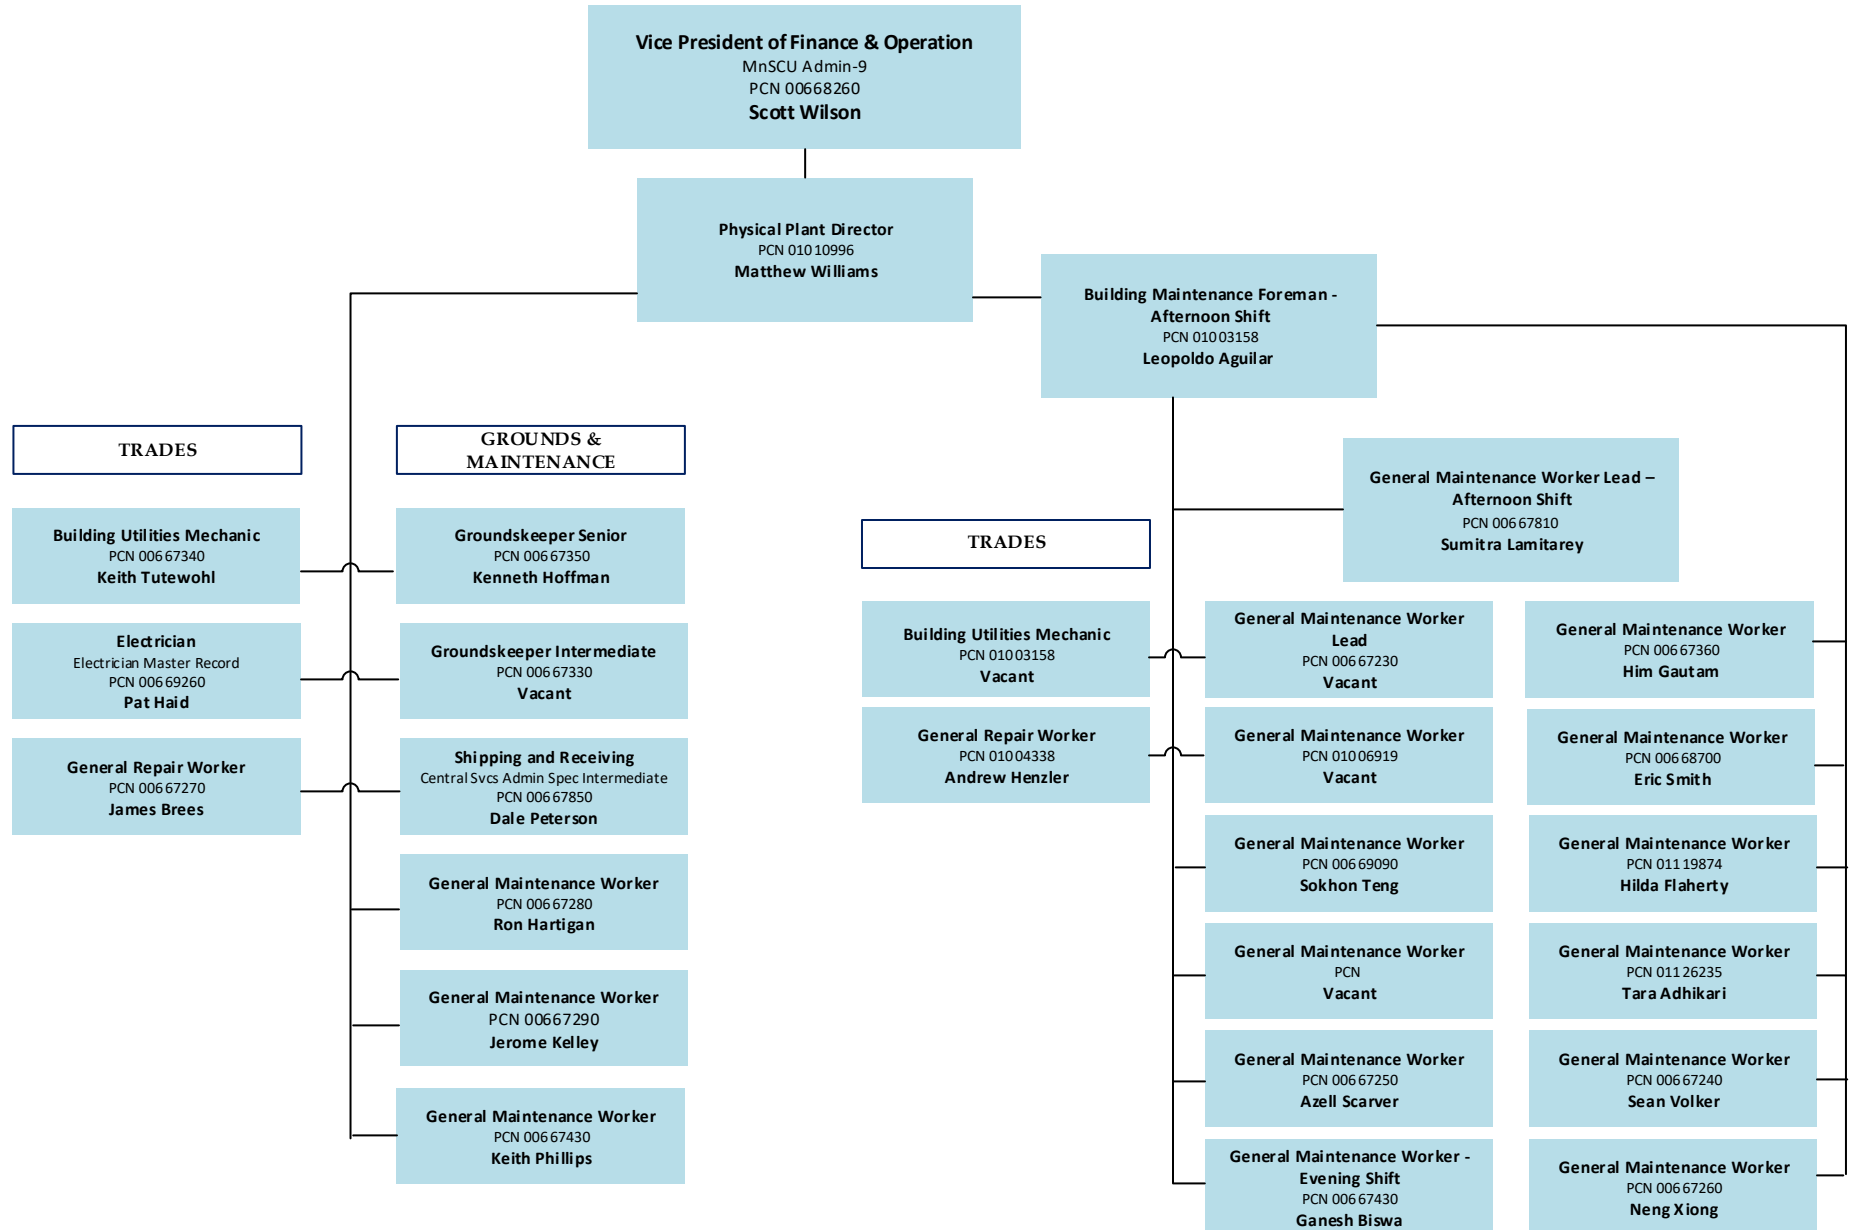 Vice President of Finance & Operation
MnSCU Admin-9
PCN 00668260
Scott Wilson
Physical Plant Director
PCN 01010996
Matthew Williams
Building Maintenance Foreman -
Afternoon Shift
PCN 01003158
Leopoldo Aguilar
TRADES
GROUNDS &
MAINTENANCE
Building Utilities Mechanic
PCN 00667340
Keith Tutewohl
Groundskeeper Senior
PCN 00667350
Kenneth Hoffman
Electrician
Electrician Master Record
PCN 00669260
Pat Haid
Groundskeeper Intermediate
PCN 00667330
Vacant
General Repair Worker
PCN 00667270
James Brees
Shipping and Receiving
Central Svcs Admin Spec Intermediate
PCN 00667850
Dale Peterson
General Maintenance Worker
PCN 00667280
Ron Hartigan
General Maintenance Worker
PCN 00667290
Jerome Kelley
General Maintenance Worker
PCN 00667430
Keith Phillips
General Maintenance Worker Lead –
Afternoon Shift
PCN 00667810
Sumitra Lamitarey
TRADES
Building Utilities Mechanic
PCN 01003158
Vacant
General Repair Worker
PCN 01004338
Andrew Henzler
General Maintenance Worker
Lead
PCN 00667230
Vacant
General Maintenance Worker
PCN 01006919
Vacant
General Maintenance Worker
PCN 00669090
Sokhon Teng
General Maintenance Worker
PCN
Vacant
General Maintenance Worker
PCN 00667250
Azell Scarver
General Maintenance Worker -
Evening Shift
PCN 00667430
Ganesh Biswa
General Maintenance Worker
PCN 00667360
Him Gautam
General Maintenance Worker
PCN 00668700
Eric Smith
General Maintenance Worker
PCN 01119874
Hilda Flaherty
General Maintenance Worker
PCN 01126235
Tara Adhikari
General Maintenance Worker
PCN 00667240
Sean Volker
General Maintenance Worker
PCN 00667260
Neng Xiong